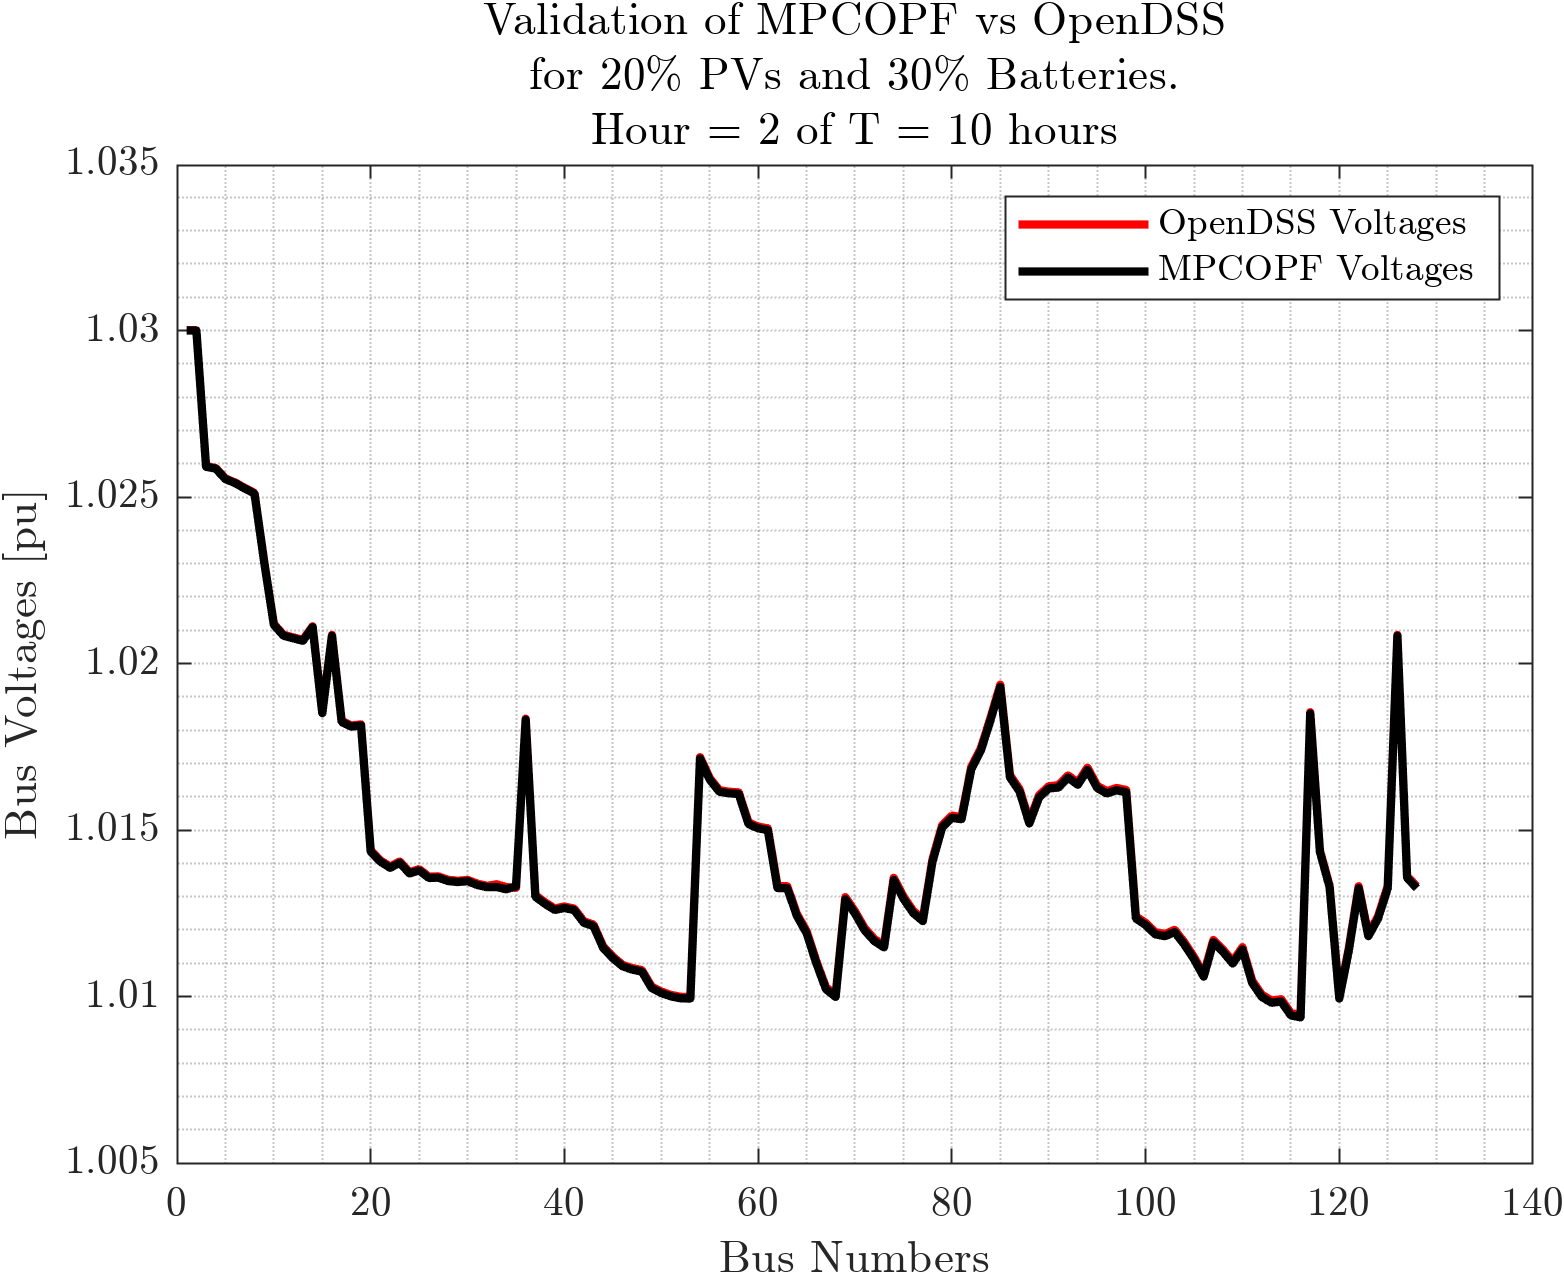 Validation of MPCOPF vs OpenDSS
for 20% PVs and 30% Batteries.
Hour = 2 of T = 10 hours
OpenDSS Voltages
MPCOPF Voltages
Bus Voltages [pu]
1.035
1.03
1.025
1.02
1.015
1.01
1.005
0 20 40 60 80 100 120 140
Bus Numbers